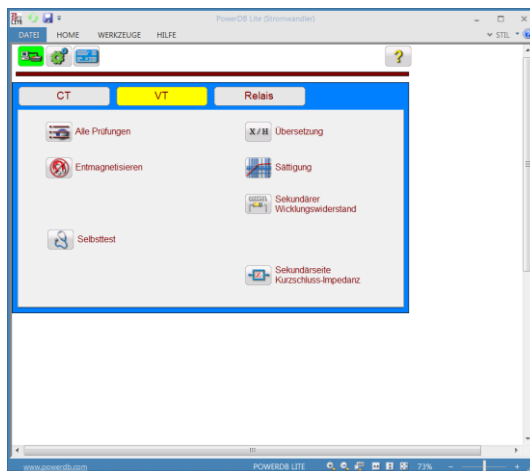 PowerDB Lite (Stromwandler)
DATEI HOME WERKZEUGE HILFE STIL
?
CT VT Relais
Alle Prüfungen
X / H Übersetzung
Entmagnetisieren
Sättigung
Sekundärer
Wicklungswiderstand
Selbsttest
Sekundärseite
Kurzschluss-Impedanz
www.powerdb.com POWERDB LITE 73%